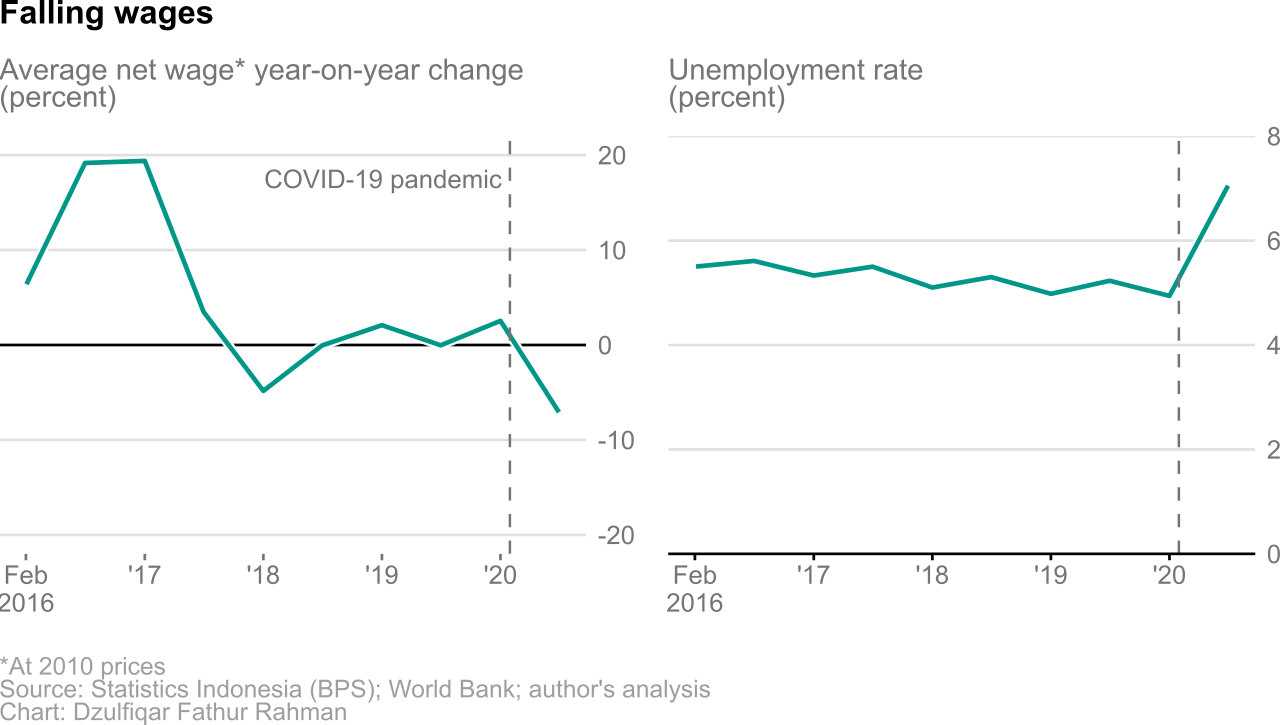 Falling wages
Average net wage* year-on-year change
(percent)
20
COVID-19 pandemic
10
0
-10
-20
Feb
2016
'17
'18
'19
'20
Unemployment rate
(percent)
8
6
4
2
0
Feb
2016
'17
'18
'19
'20
*At 2010 prices
Source: Statistics Indonesia (BPS); World Bank; author's analysis
Chart: Dzulfiqar Fathur Rahman